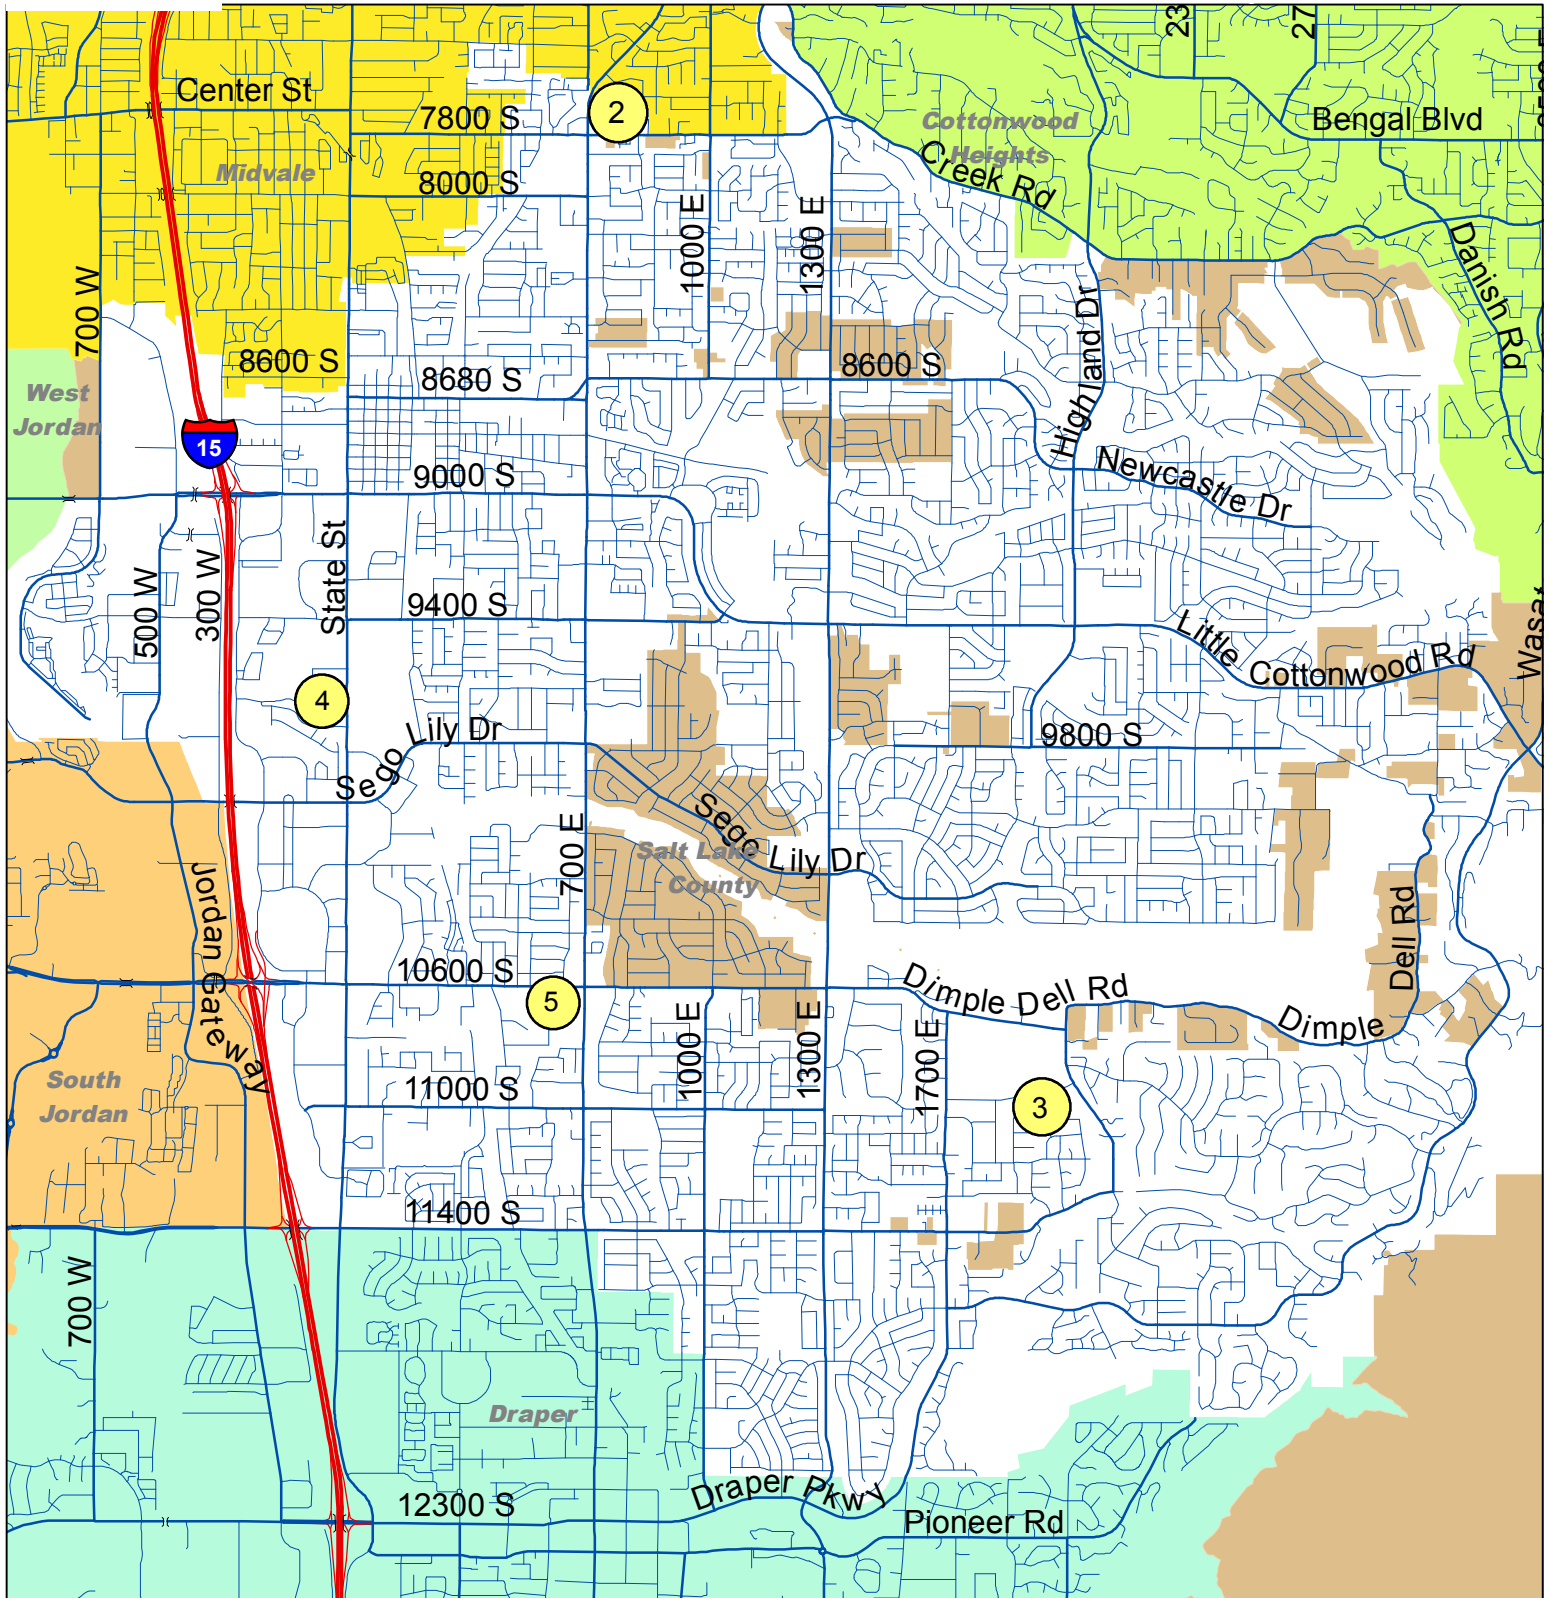 23
27
Center St
7800 S
2
Bengal Blvd
Cottonwood
Heights
Creek Rd
Midvale
8000 S
1000 E
1300 E
Danish Rd
700 W
Highland Dr
8600 S
8680 S
8600 S
West
Jordan
15
9000 S
Newcastle Dr
State St
300 W
500 W
9400 S
Little
Cottonwood Rd
Wasat
4
Sego
Lily Dr
9800 S
Sego
Lily Dr
700 E
Salt Lake
County
Jordan
Gateway
Dell Rd
10600 S
5
Dimple Dell Rd
Dimple
1000 E
1300 E
1700 E
South
Jordan
11000 S
3
11400 S
700 W
Draper
12300 S
Draper Pkwy
Pioneer Rd